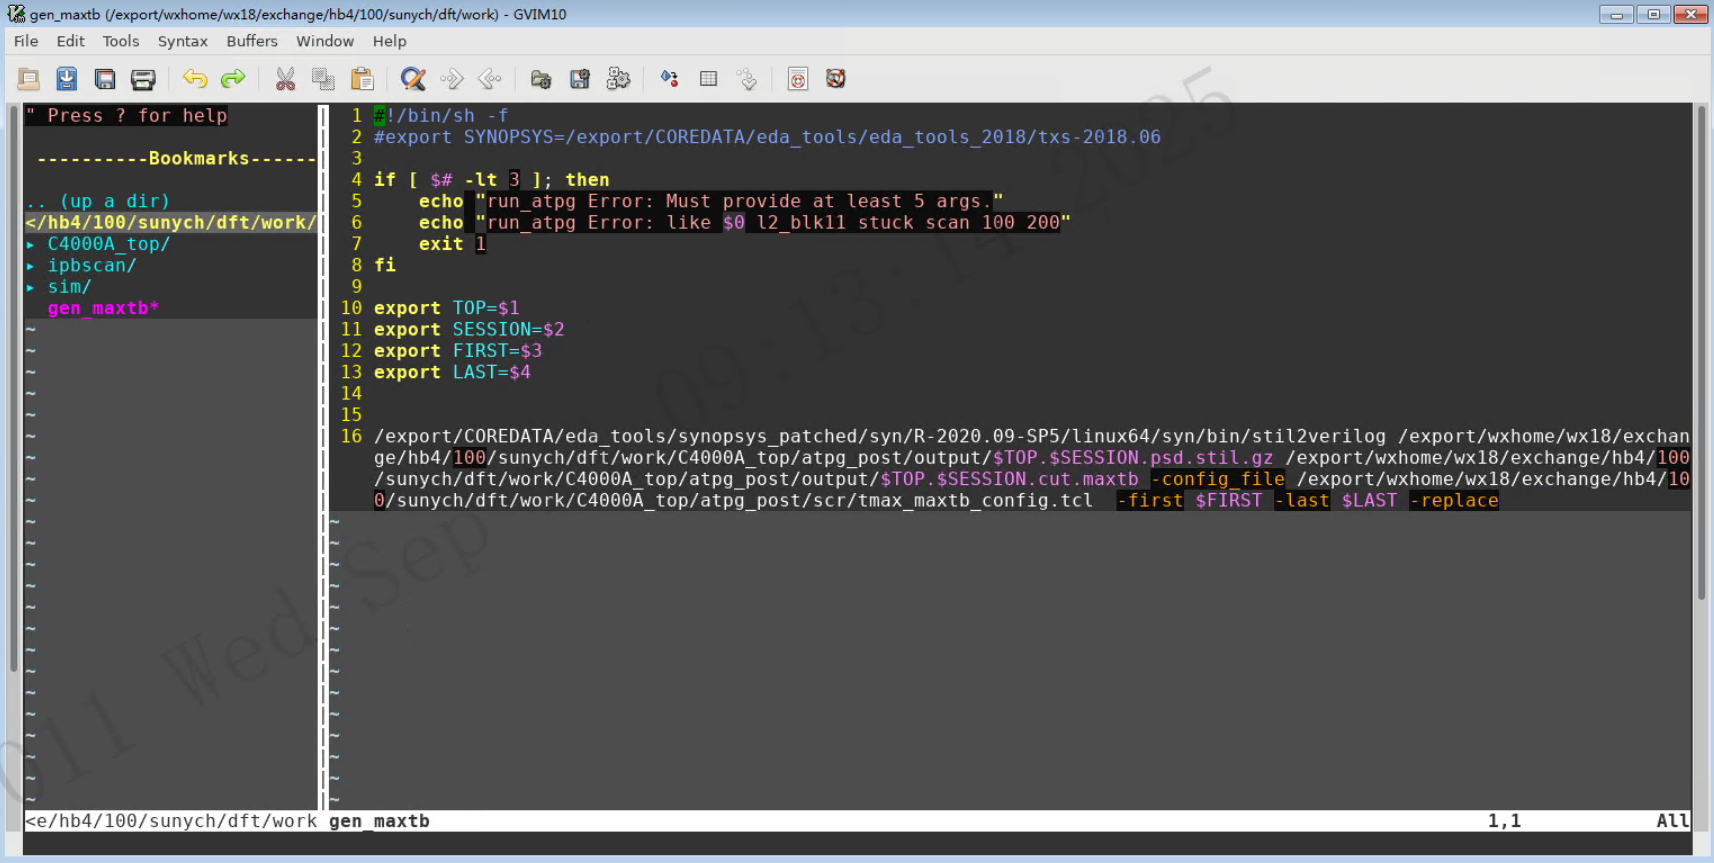 gen_maxtb (/export/wxhome/wx18/exchange/hb4/100/sunych/dft/work) - GVIM10
File Edit Tools Syntax Buffers Window Help
" Press ? for help
----------Bookmarks------
.. (up a dir)
</hb4/100/sunych/dft/work/
▸ C4000A_top/
▸ ipbscan/
▸ sim/
gen_maxtb*
1 #!/bin/sh -f
2 #export SYNOPSYS=/export/COREDATA/eda_tools/eda_tools_2018/txs-2018.06
3
4 if [ $# -lt 3 ]; then
5 echo "run_atpg Error: Must provide at least 5 args."
6 echo "run_atpg Error: like $0 l2_blk11 stuck scan 100 200"
7 exit 1
8 fi
9
10 export TOP=$1
11 export SESSION=$2
12 export FIRST=$3
13 export LAST=$4
14
15
16 /export/COREDATA/eda_tools/synopsys_patched/syn/R-2020.09-SP5/linux64/syn/bin/stil2verilog /export/wxhome/wx18/exchan
ge/hb4/100/sunych/dft/work/C4000A_top/atpg_post/output/$TOP.$SESSION.psd.stil.gz /export/wxhome/wx18/exchange/hb4/100
/sunych/dft/work/C4000A_top/atpg_post/output/$TOP.$SESSION.cut.maxtb -config_file /export/wxhome/wx18/exchange/hb4/10
0/sunych/dft/work/C4000A_top/atpg_post/scr/tmax_maxtb_config.tcl -first $FIRST -last $LAST -replace
<e/hb4/100/sunych/dft/work gen_maxtb 1,1 All
011 Wed Sep 09:13:14 2025